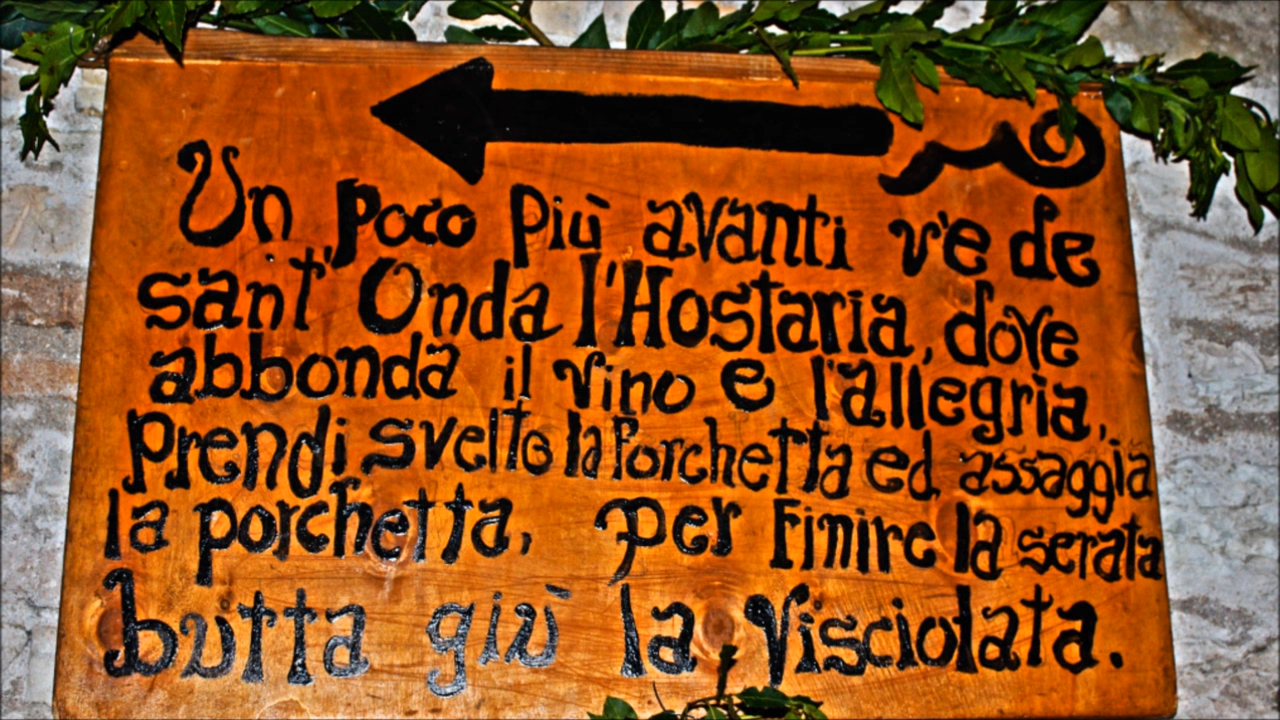 Un poco più avanti v'è de
sant' Onda l'Hostaria, dove
abbonda il vino e l'allegria,
Prendi svelto la Forchetta ed assaggia
la porchetta, per Finire la serata
butta giù la Visciolata.